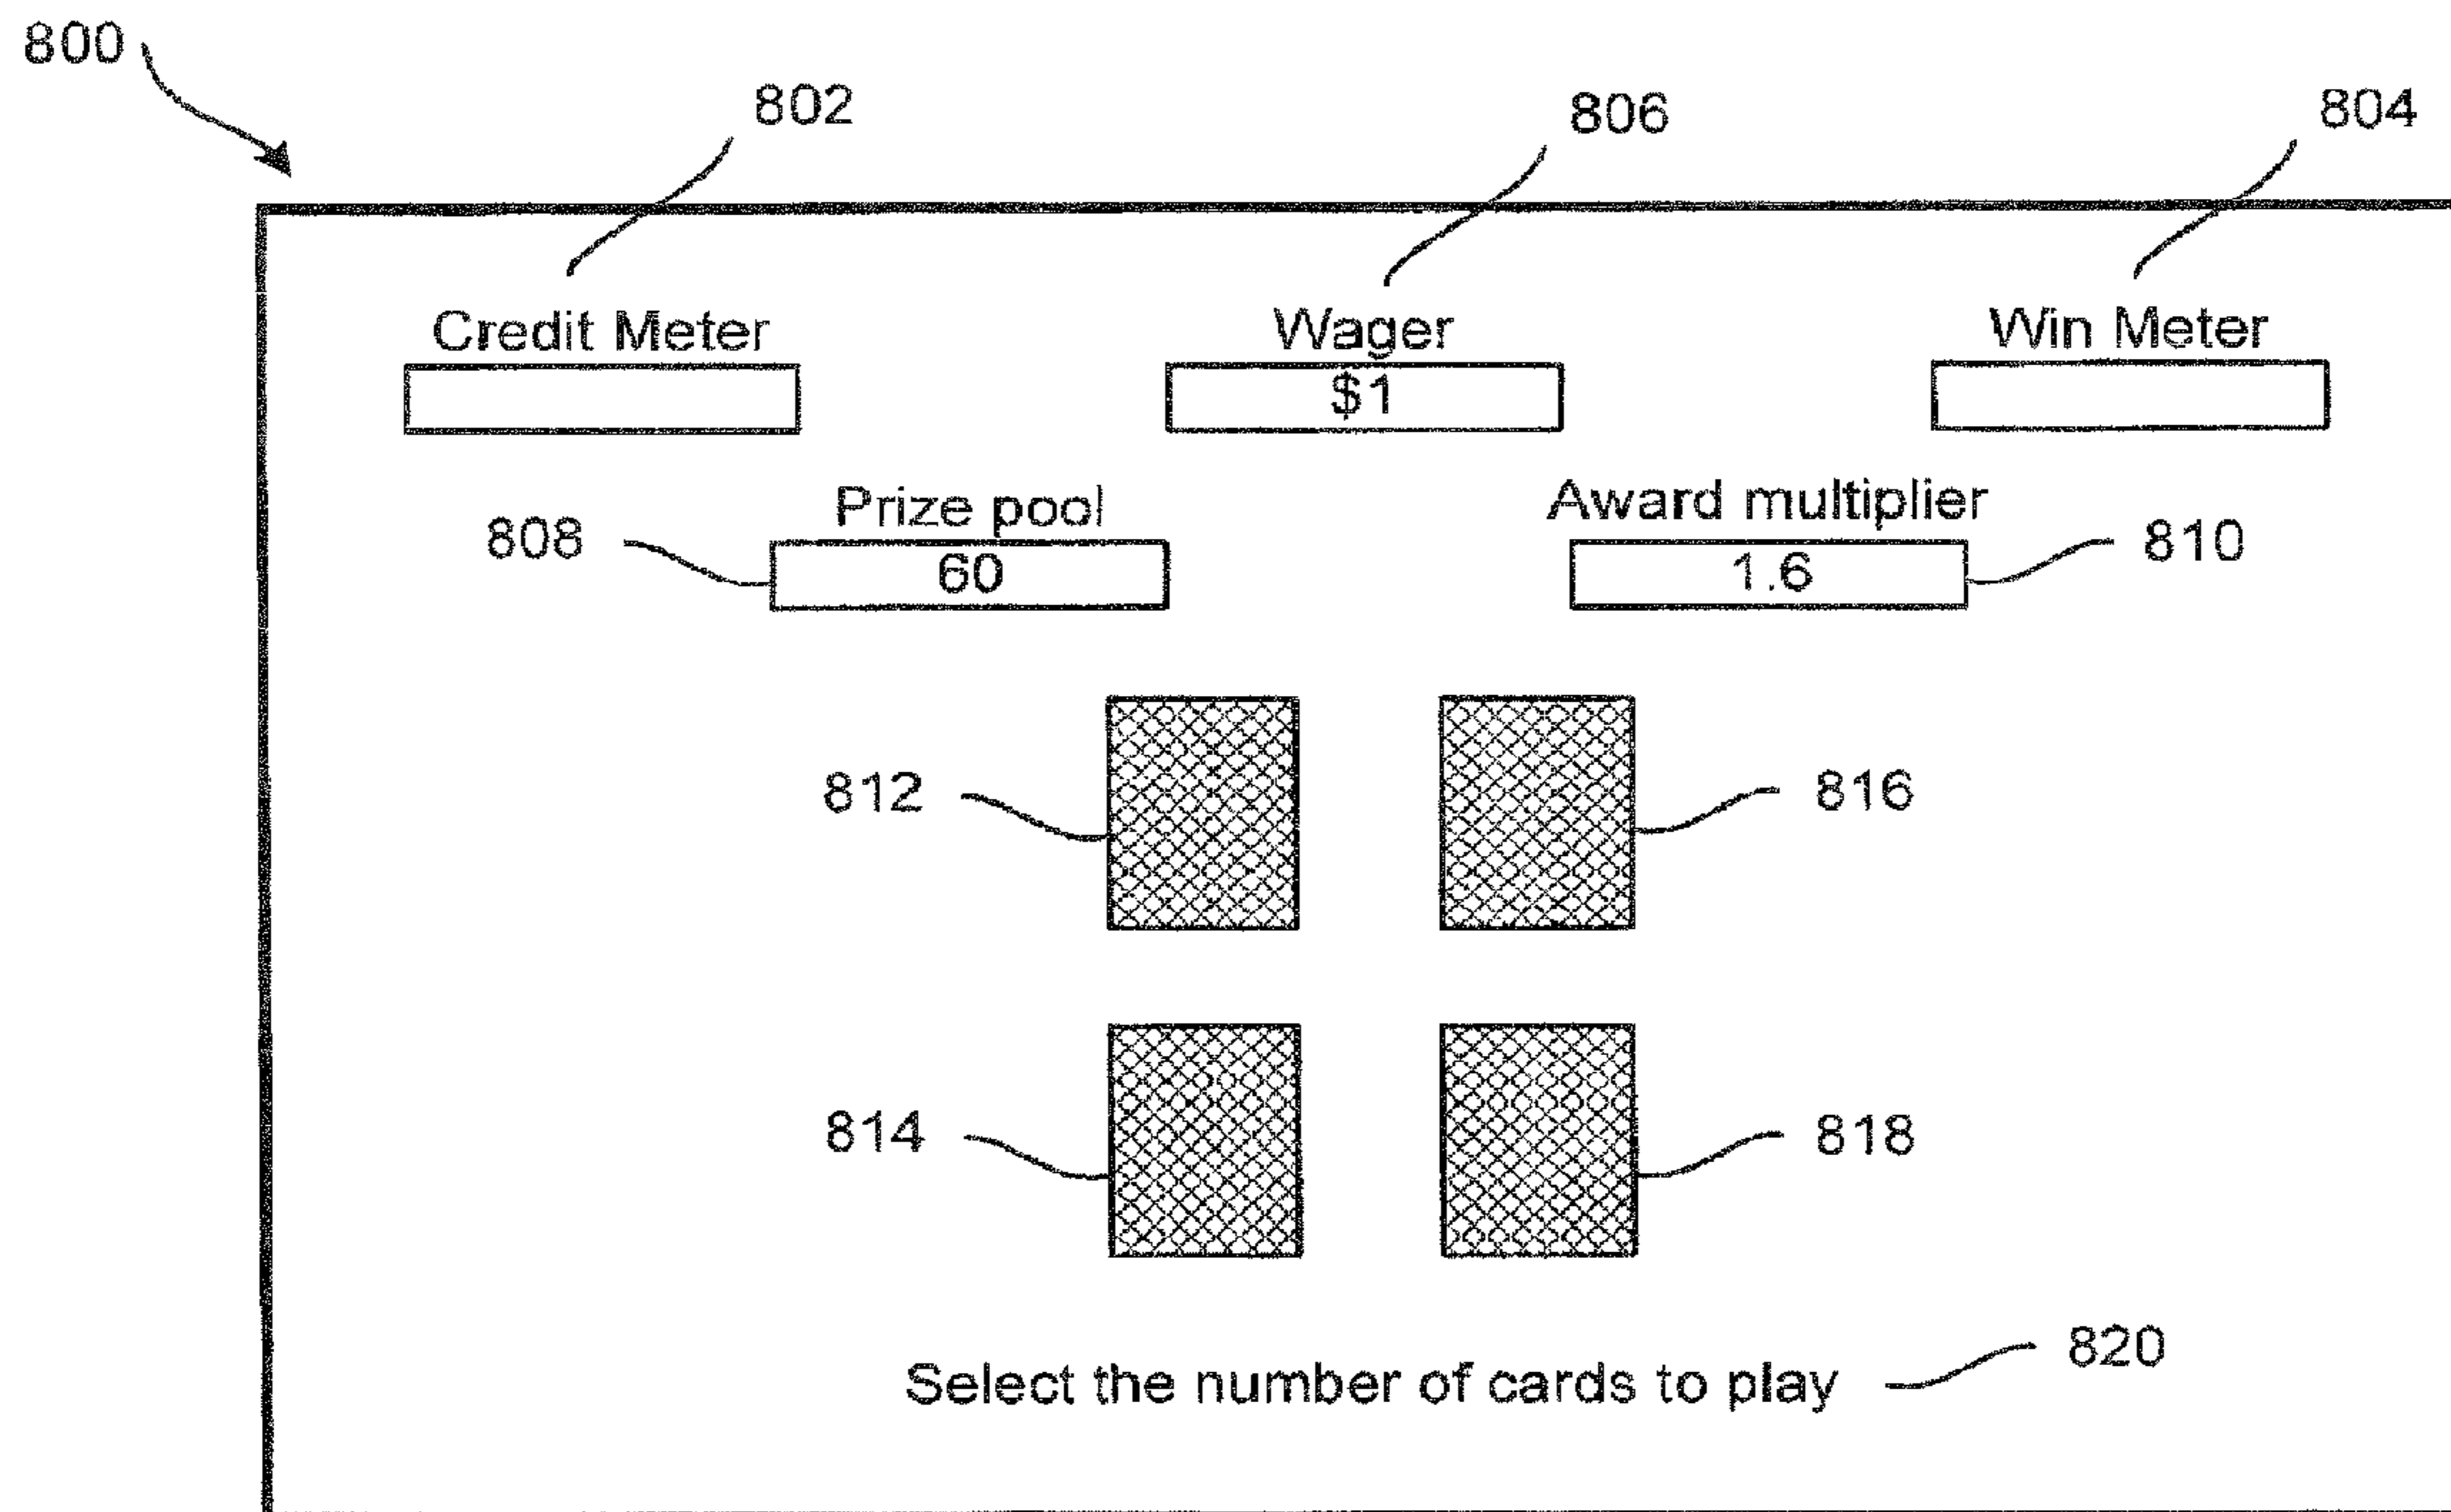 800
802
806
804
Credit Meter
Wager
Win Meter
$1
Prize pool
Award multiplier
808
60
1.6
810
812
816
814
818
Select the number of cards to play
820